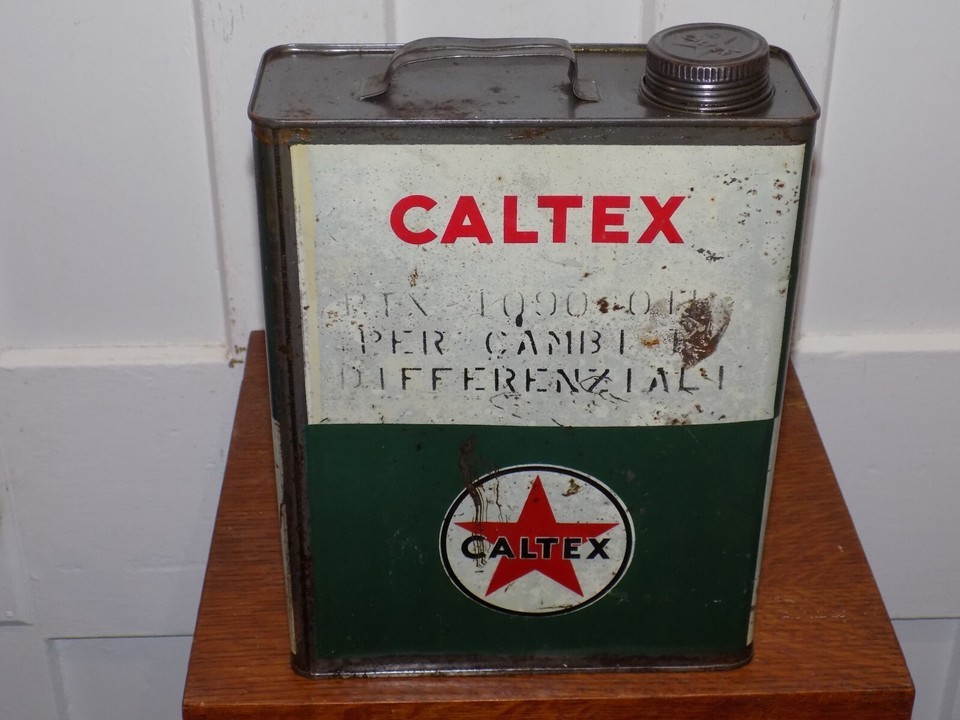 CALTEX
PER CAMBI
DIFFERENZIALI
CALTEX